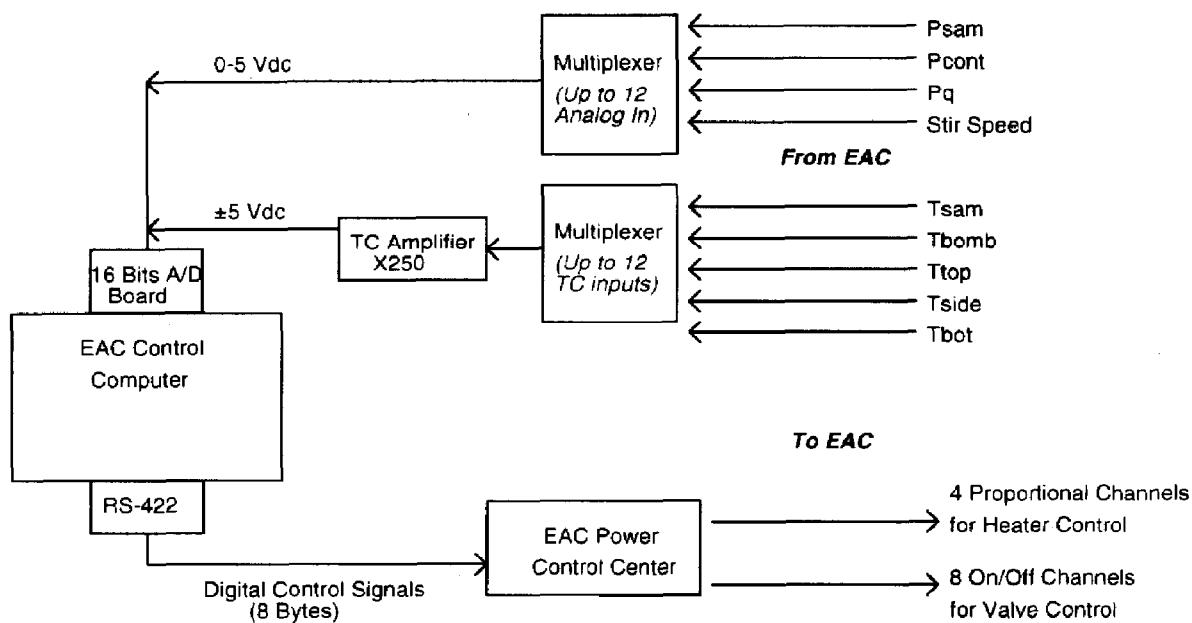 Psam
0-5 Vdc
Multiplexer
(Up to 12
Analog In)
Pcont
Pq
Stir Speed
From EAC
±5 Vdc
TC Amplifier
X250
Multiplexer
(Up to 12
TC inputs)
Tsam
Tbomb
Ttop
Tside
Tbot
16 Bits A/D
Board
EAC Control
Computer
To EAC
RS-422
Digital Control Signals
(8 Bytes)
EAC Power
Control Center
4 Proportional Channels
for Heater Control
8 On/Off Channels
for Valve Control